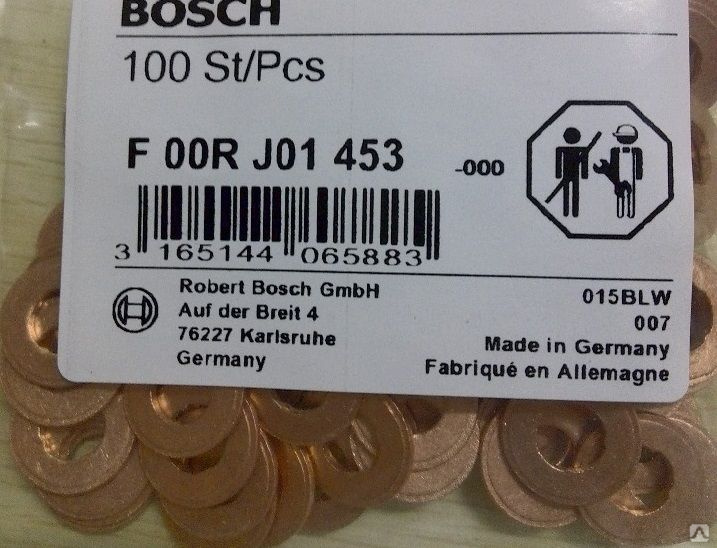 BOSCH
100 St/Pcs
F 00R J01 453 -000
3 165144 065883
Robert Bosch GmbH
Auf der Breit 4
76227 Karlsruhe
Germany
015BLW
007
Made in Germany
Fabriqué en Allemagne